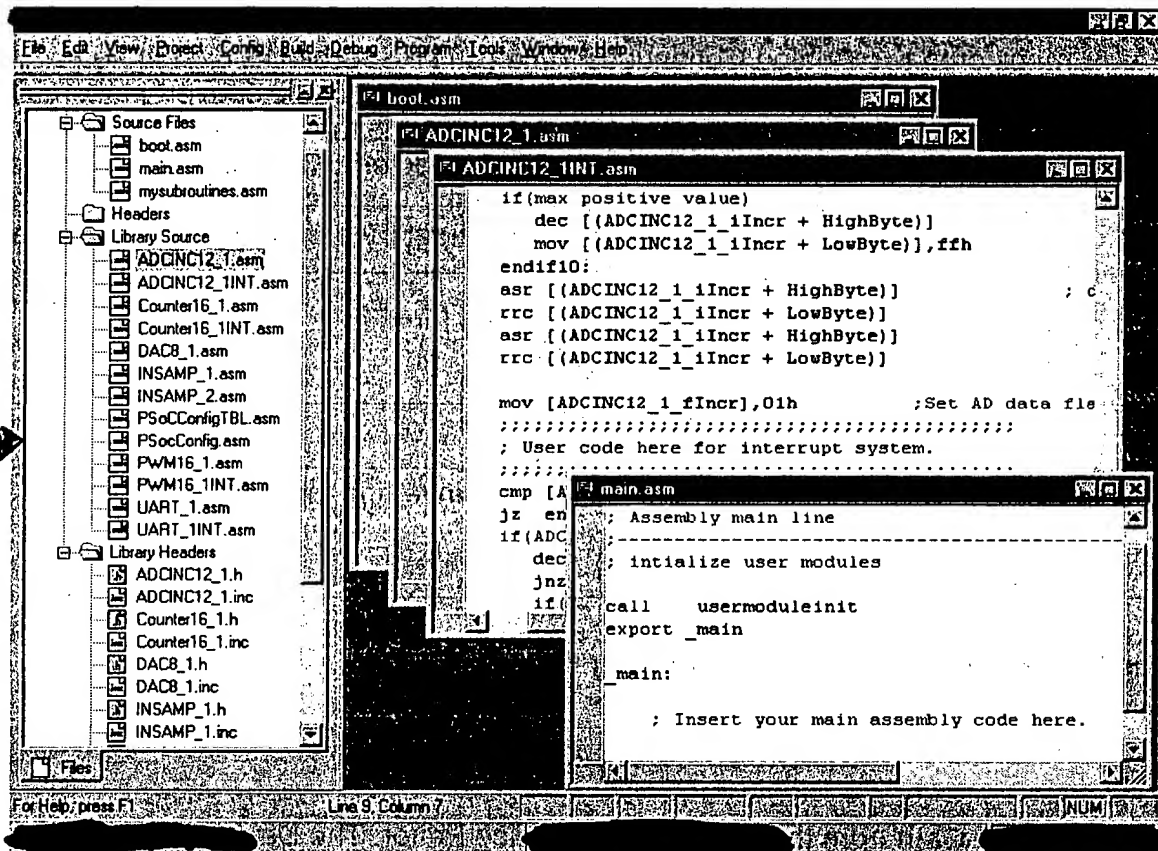 File Edit View Project Config Build Debug Program Tools Window Help
Source Files
boot.asm
main.asm
mysubroutines.asm
Headers
Library Source
ADCINC12_1.asm
ADCINC12_1INT.asm
Counter16_1.asm
Counter16_1INT.asm
DAC8_1.asm
INSAMP_1.asm
INSAMP_2.asm
PSoCConfigTBL.asm
PSocConfig.asm
PWM16_1.asm
PWM16_1INT.asm
UART_1.asm
UART_1INT.asm
Library Headers
ADCINC12_1.h
ADCINC12_1.inc
Counter16_1.h
Counter16_1.inc
DAC8_1.h
DAC8_1.inc
INSAMP_1.h
INSAMP_1.inc
Files
boot.asm
ADCINC12_1.asm
ADCINC12_1INT.asm
if(max positive value)
dec [(ADCINC12_1_iIncr + HighByte)]
mov [(ADCINC12_1_iIncr + LowByte)],ffh
endif10:
asr [(ADCINC12_1_iIncr + HighByte)] ; c
rrc [(ADCINC12_1_iIncr + LowByte)]
asr [(ADCINC12_1_iIncr + HighByte)]
rrc [(ADCINC12_1_iIncr + LowByte)]
mov [ADCINC12_1_fIncr],01h ;Set AD data fla
;;;;;;;;;;;;;;;;;;;;;;;;;;;;;;;;;;;;;;;;;;
; User code here for interrupt system.
;;;;;;
cmp [A
jz en
if(ADC
dec
jnz
if(
main.asm
; Assembly main line
;----------------------------------------
; intialize user modules
call usermoduleinit
export _main
_main:
; Insert your main assembly code here.
For Help, press F1 Line 9, Column 7 NUM